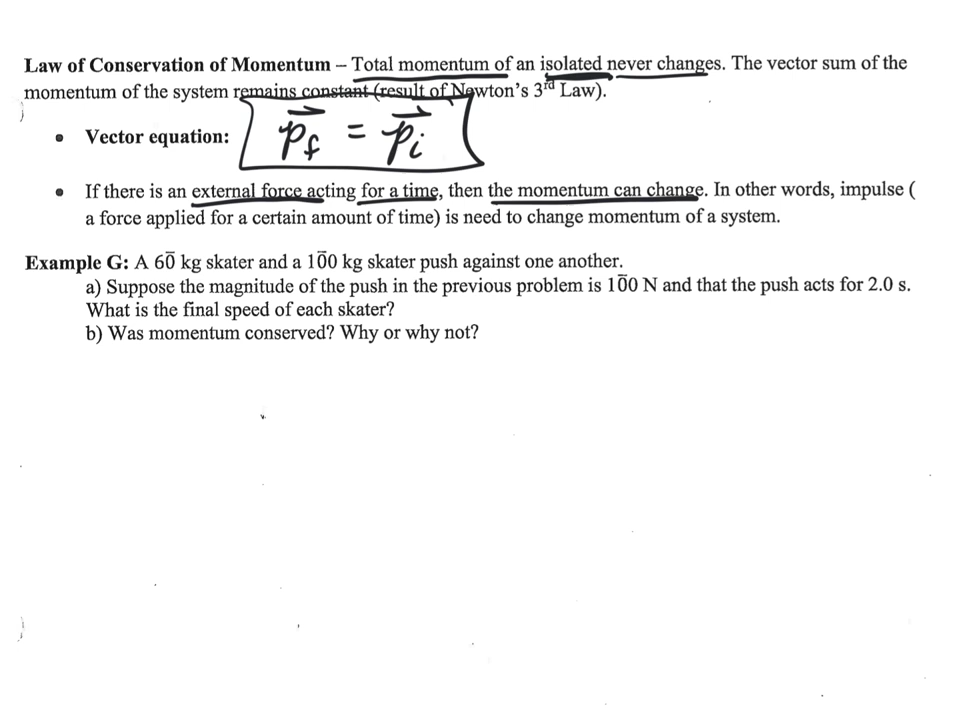 Law of Conservation of Momentum – Total momentum of an isolated never changes. The vector sum of the
momentum of the system remains constant (result of Newton's 3rd Law).
• Vector equation: p⃗f = p⃗i
• If there is an external force acting for a time, then the momentum can change. In other words, impulse (
a force applied for a certain amount of time) is need to change momentum of a system.
Example G: A 60̄ kg skater and a 10̄0 kg skater push against one another.
a) Suppose the magnitude of the push in the previous problem is 10̄0 N and that the push acts for 2.0 s.
What is the final speed of each skater?
b) Was momentum conserved? Why or why not?